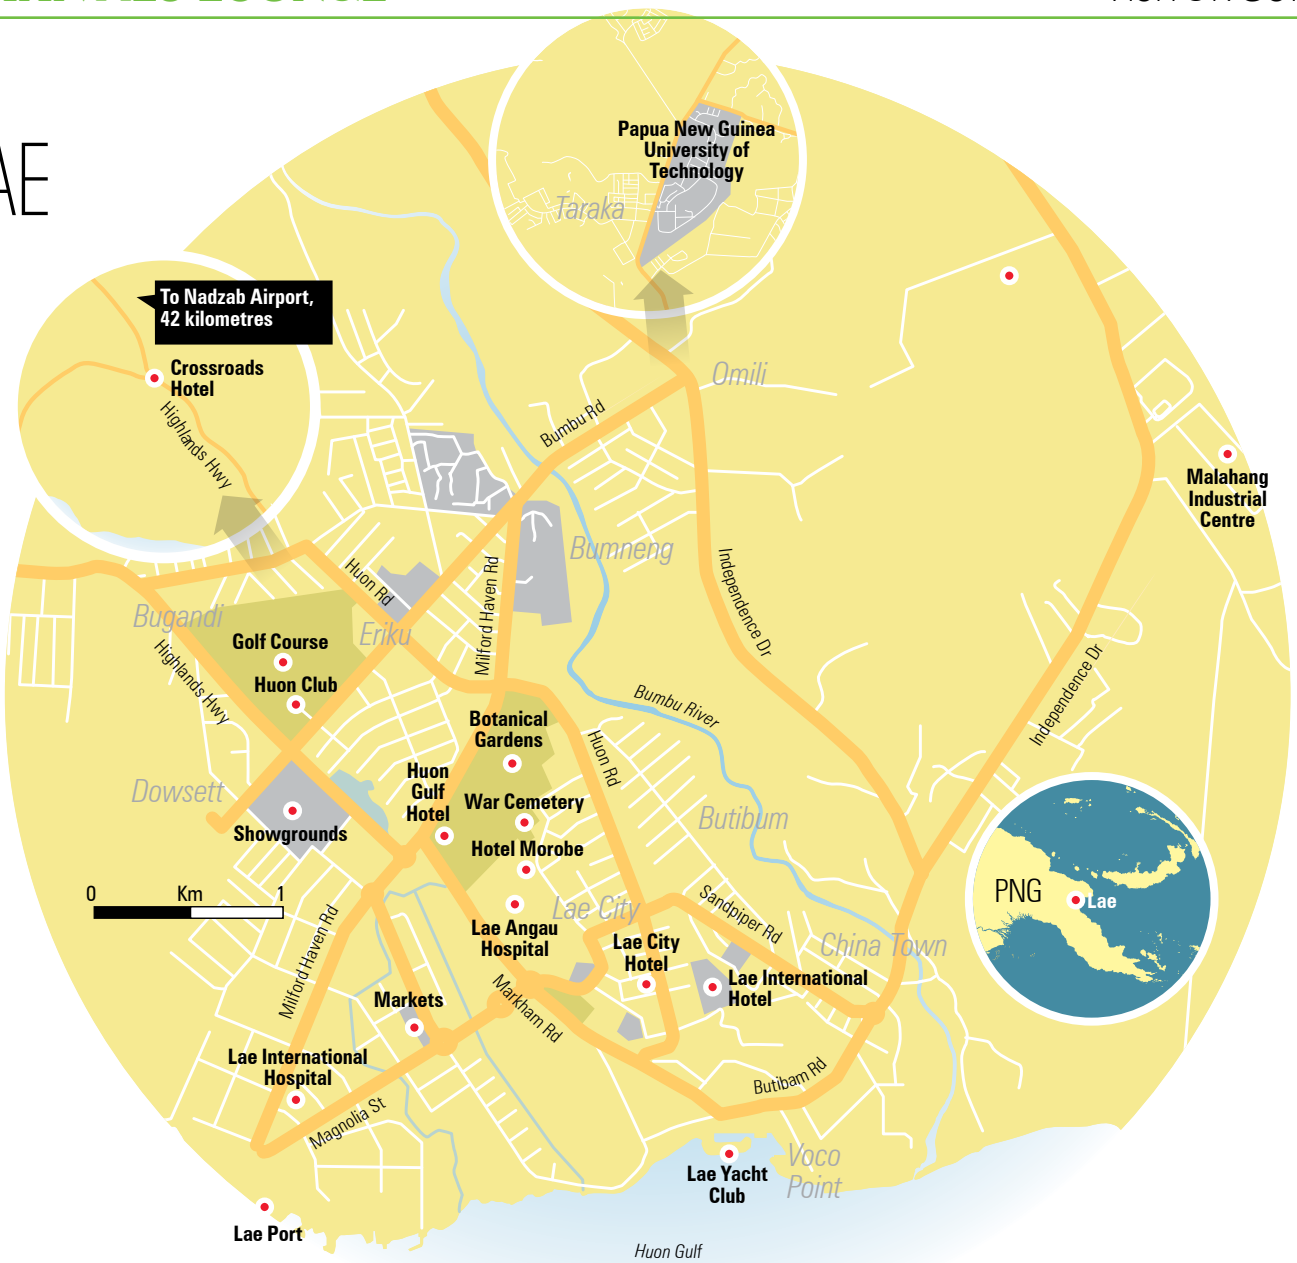 AE
Papua New Guinea
University of
Technology
Taraka
To Nadzab Airport,
42 kilometres
Crossroads
Hotel
Highlands Hwy
Omili
Bumbu Rd
Malahang
Industrial
Centre
Bumneng
Huon Rd
Milford Haven Rd
Independence Dr
Bugandi
Eriku
Golf Course
Huon Club
Highlands Hwy
Independence Dr
Bumbu River
Botanical
Gardens
Huon Rd
Huon
Gulf
Hotel
Dowsett
War Cemetery
Butibum
Showgrounds
Hotel Morobe
0 Km 1
PNG
Lae
Lae City
Sandpiper Rd
Lae Angau
Hospital
Lae City
Hotel
China Town
Milford Haven Rd
Lae International
Hotel
Markets
Markham Rd
Lae International
Hospital
Butibam Rd
Magnolia St
Voco
Point
Lae Yacht
Club
Lae Port
Huon Gulf